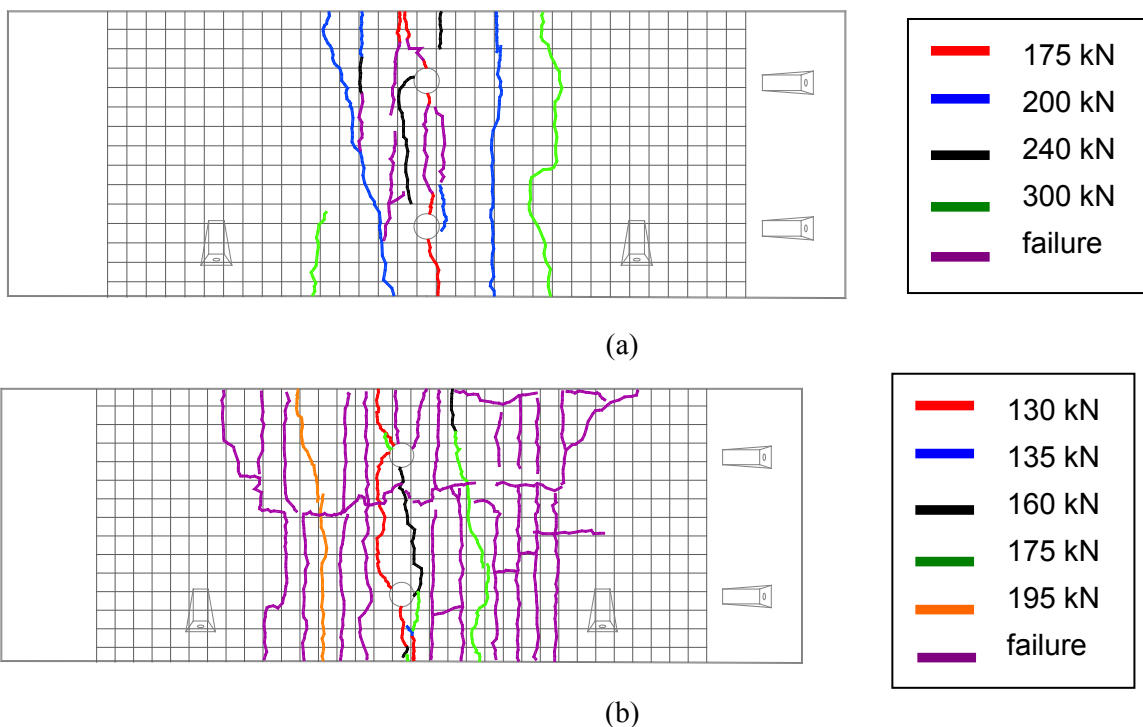 175 kN
200 kN
240 kN
300 kN
failure
(a)
130 kN
135 kN
160 kN
175 kN
195 kN
failure
(b)